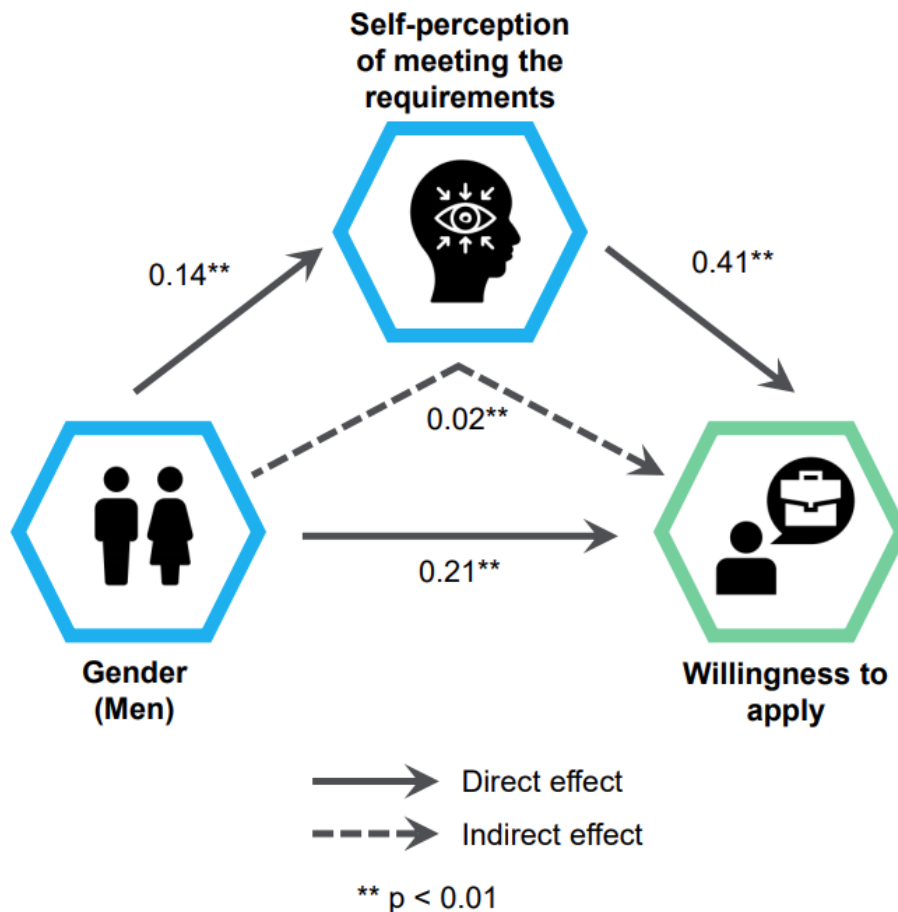 Self-perception
of meeting the
requirements
0.14**
0.41**
0.02**
0.21**
Gender
(Men)
Willingness to
apply
Direct effect
Indirect effect
** p < 0.01